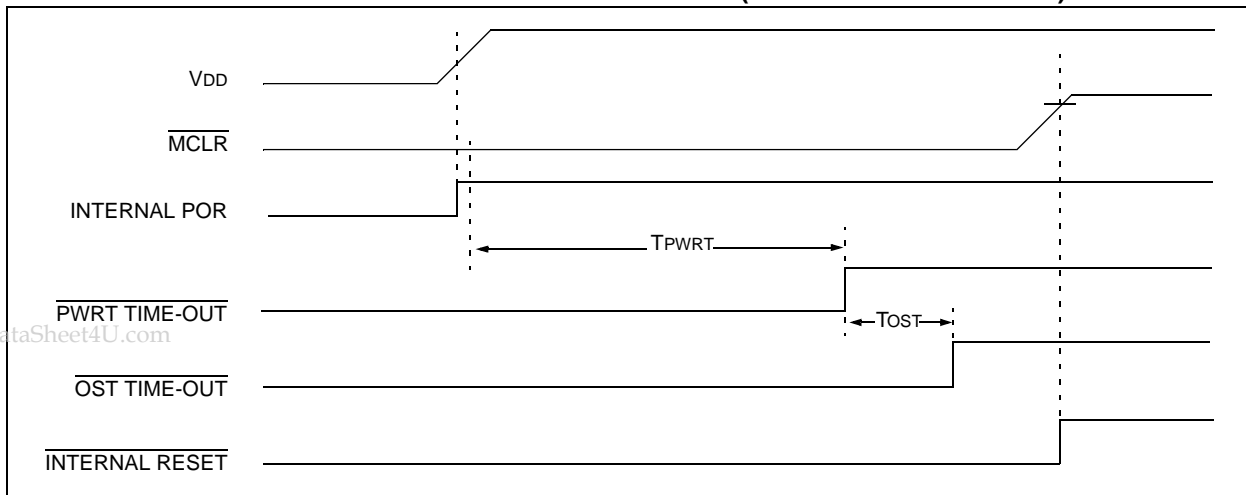 (
)
VDD
MCLR
INTERNAL POR
TPWRT
PWRT TIME-OUT
TOST
ataSheet4U.com
OST TIME-OUT
INTERNAL RESET